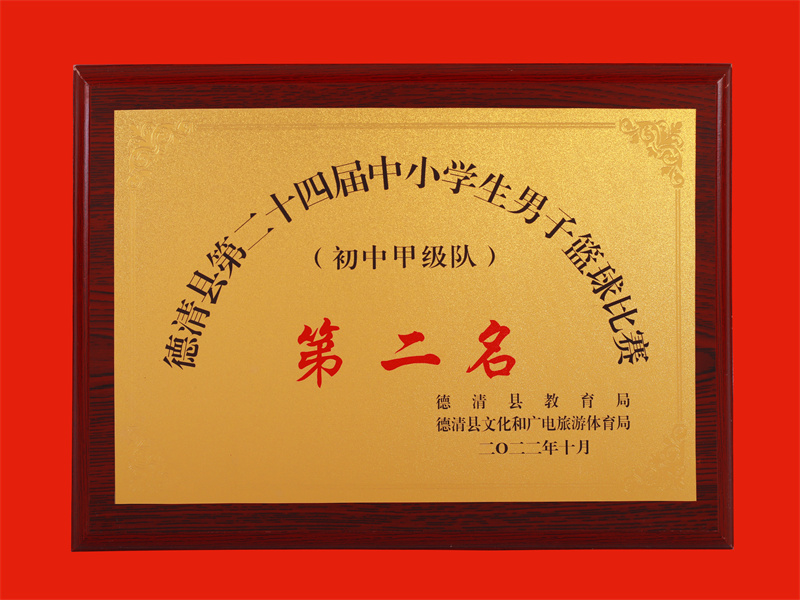 德清县第二十四届中小学生男子篮球比赛
（初中甲级队）
第二名
德清县教育局
德清县文化和广电旅游体育局
二〇二二年十月